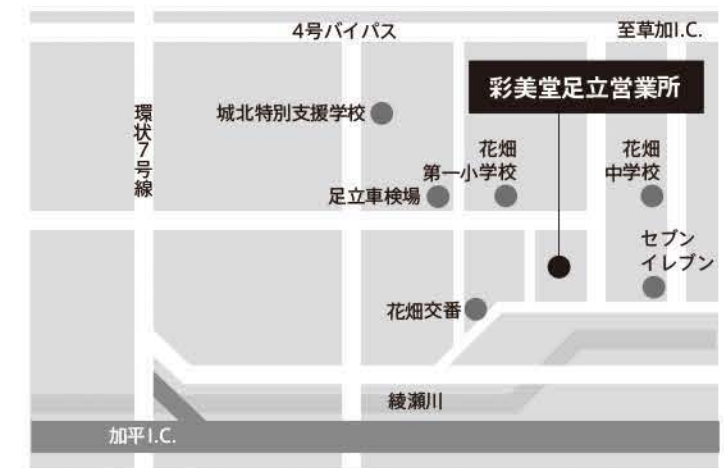 4号バイパス
至草加I.C.
彩美堂足立営業所
環状7号線
城北特別支援学校
花畑
第一小学校
花畑
中学校
足立車検場
セブン
イレブン
花畑交番
綾瀬川
加平I.C.